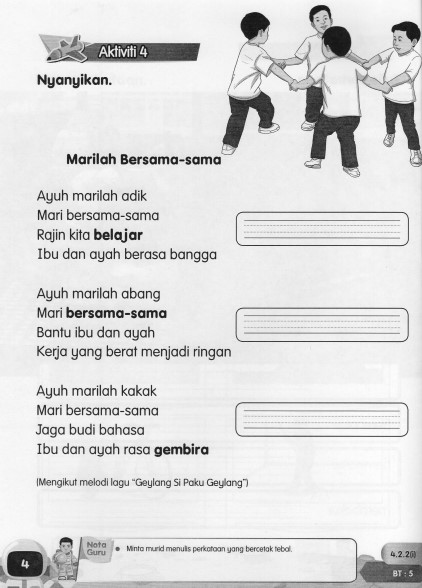 Aktiviti 4
Nyanyikan.
Marilah Bersama-sama
Ayuh marilah adik
Mari bersama-sama
Rajin kita belajar
Ibu dan ayah berasa bangga
Ayuh marilah abang
Mari bersama-sama
Bantu ibu dan ayah
Kerja yang berat menjadi ringan
Ayuh marilah kakak
Mari bersama-sama
Jaga budi bahasa
Ibu dan ayah rasa gembira
(Mengikut melodi lagu “Geylang Si Paku Geylang”)
4
Nota
Guru
• Minta murid menulis perkataan yang bercetak tebal.
4.2.2(i)
BT : 5